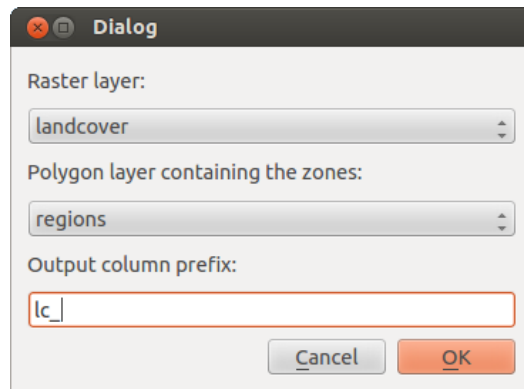 Dialog
Raster layer:
landcover
Polygon layer containing the zones:
regions
Output column prefix:
lc_
Cancel OK